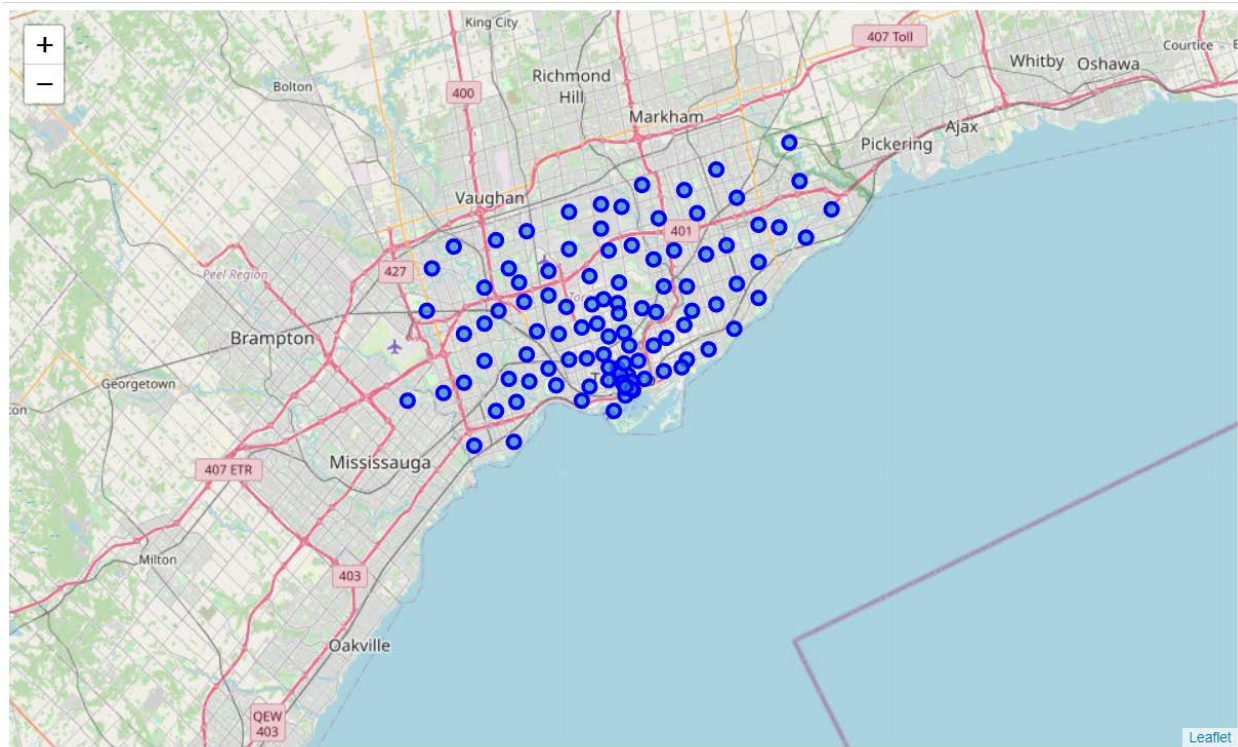 +
−
King City
407 Toll
Courtice
Whitby
Oshawa
Richmond
Hill
Bolton
400
Markham
Ajax
Pickering
Vaughan
401
427
Peel Region
Brampton
Georgetown
Mississauga
407 ETR
Milton
403
Oakville
QEW
403
Leaflet